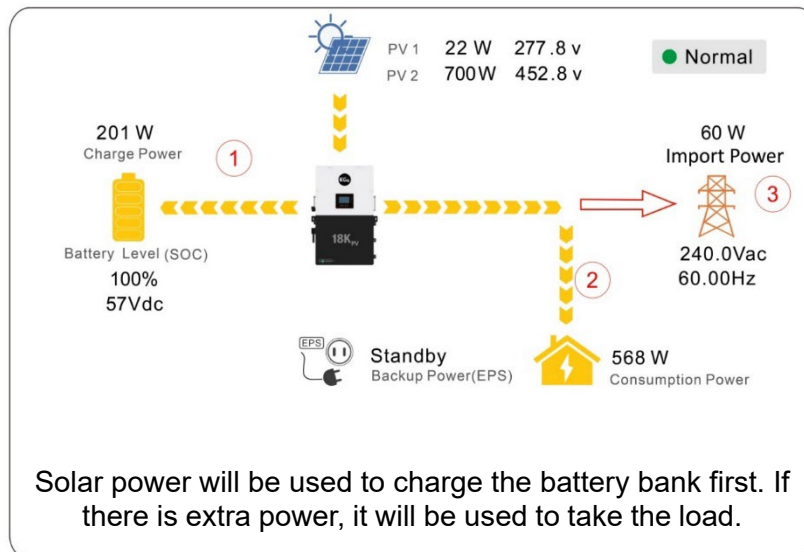 PV 1 22 W 277.8 v
PV 2 700W 452.8 v
Normal
201 W
Charge Power
1
60 W
Import Power
3
EG4
18K PV
Battery Level (SOC)
100%
57Vdc
240.0Vac
60.00Hz
2
EPS
Standby
Backup Power(EPS)
568 W
Consumption Power
Solar power will be used to charge the battery bank first. If
there is extra power, it will be used to take the load.